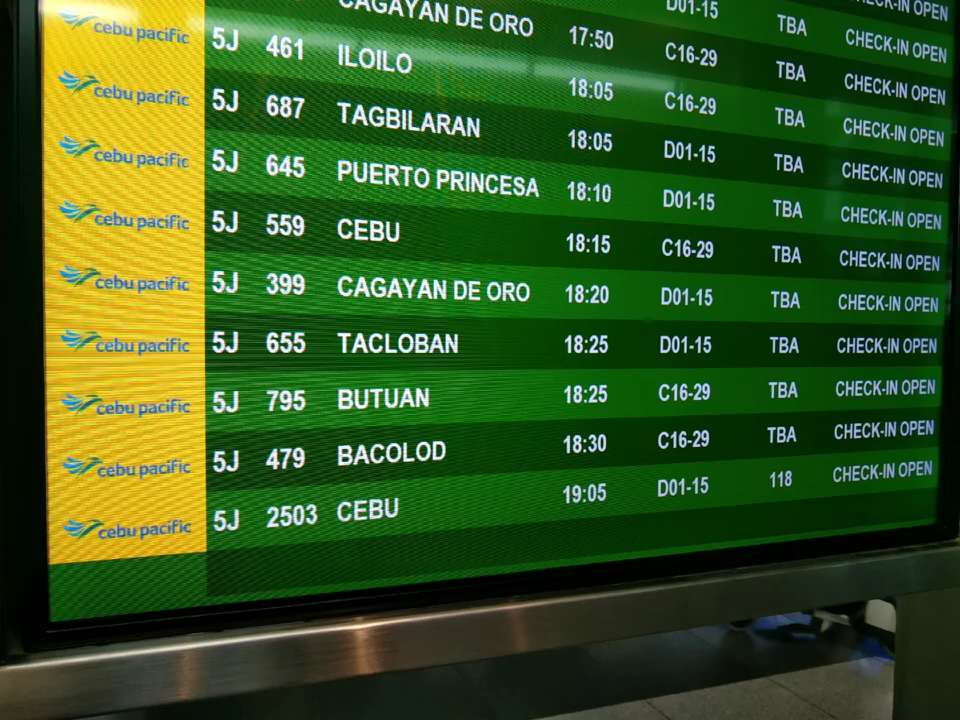 CHECK-IN OPEN
D01-15 TBA CHECK-IN OPEN
cebu pacific CAGAYAN DE ORO 17:50 C16-29 TBA CHECK-IN OPEN
cebu pacific 5J 461 ILOILO 18:05 C16-29 TBA CHECK-IN OPEN
cebu pacific 5J 687 TAGBILARAN 18:05 D01-15 TBA CHECK-IN OPEN
cebu pacific 5J 645 PUERTO PRINCESA 18:10 D01-15 TBA CHECK-IN OPEN
cebu pacific 5J 559 CEBU 18:15 C16-29 TBA CHECK-IN OPEN
cebu pacific 5J 399 CAGAYAN DE ORO 18:20 D01-15 TBA CHECK-IN OPEN
cebu pacific 5J 655 TACLOBAN 18:25 D01-15 TBA CHECK-IN OPEN
cebu pacific 5J 795 BUTUAN 18:25 C16-29 TBA CHECK-IN OPEN
cebu pacific 5J 479 BACOLOD 18:30 C16-29 TBA CHECK-IN OPEN
5J 2503 CEBU 19:05 D01-15 118 CHECK-IN OPEN